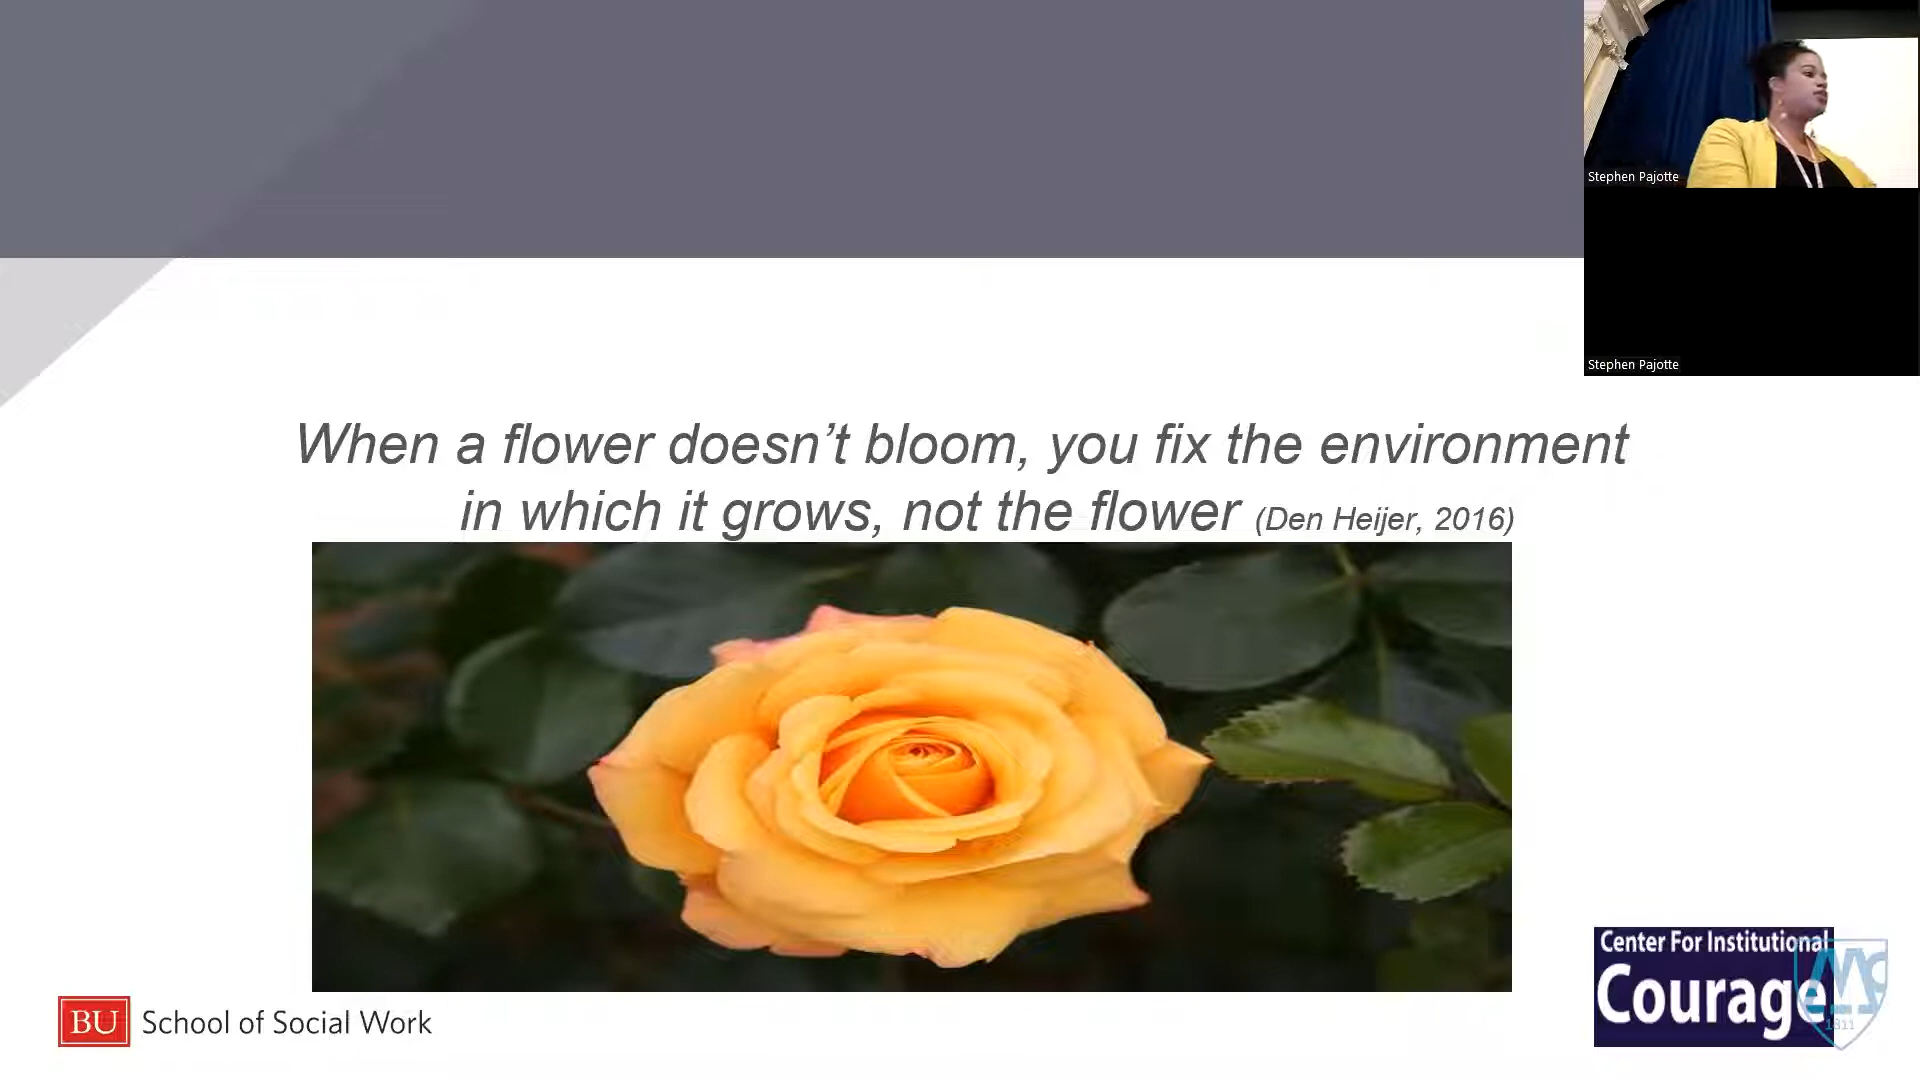 Stephen Pajotte
Stephen Pajotte
When a flower doesn’t bloom, you fix the environment
in which it grows, not the flower (Den Heijer, 2016)
BU School of Social Work
Center For Institutional
Courage
1811